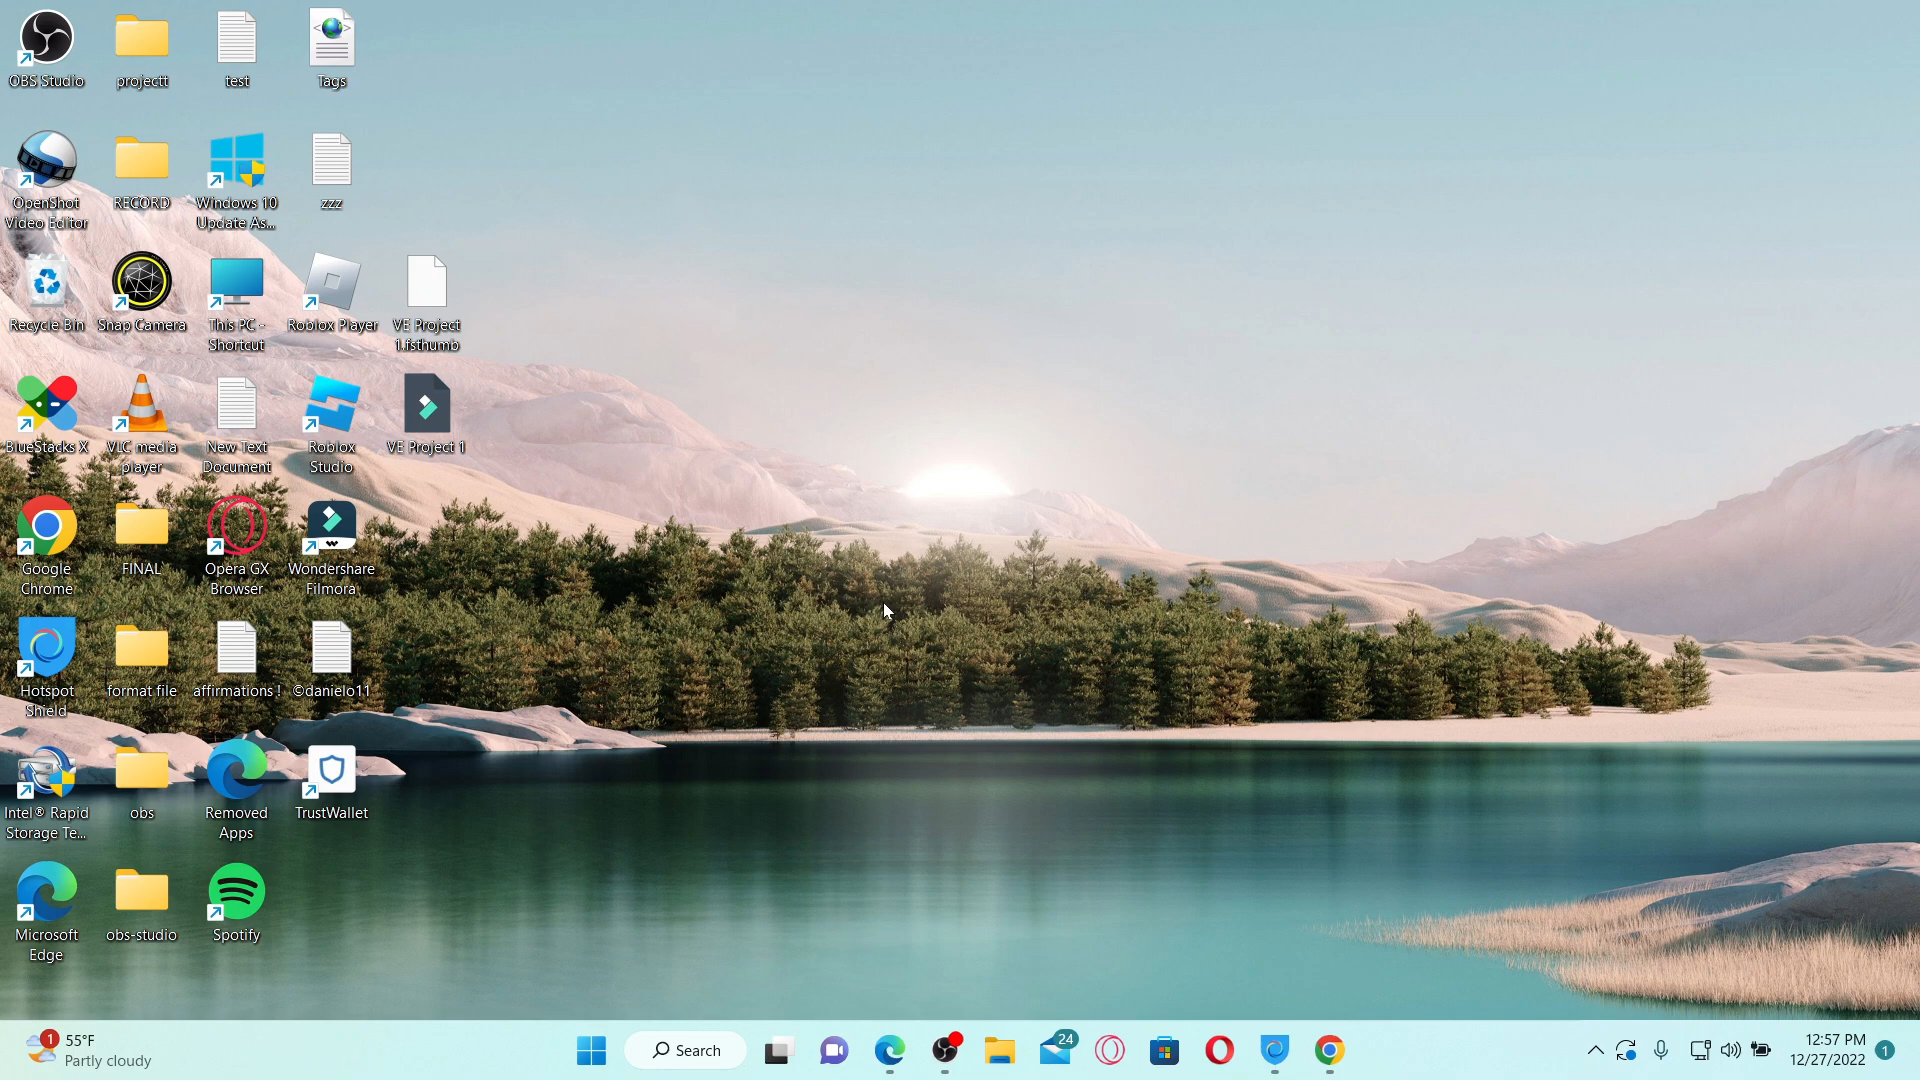 OBS Studio
projectt
test
Tags
OpenShot
Video Editor
RECORD
Windows 10
Update As...
zzz
Recycle Bin
Snap Camera
This PC -
Shortcut
Roblox Player
VE Project
1.fsthumb
BlueStacks X
VLC media
player
New Text
Document
Roblox
Studio
VE Project 1
Google
Chrome
FINAL
Opera GX
Browser
Wondershare
Filmora
Hotspot
Shield
format file
affirmations !
©danielo11
Intel® Rapid
Storage Te...
obs
Removed
Apps
TrustWallet
Microsoft
Edge
obs-studio
Spotify
1
55°F
Partly cloudy
Search
24
12:57 PM
12/27/2022
1